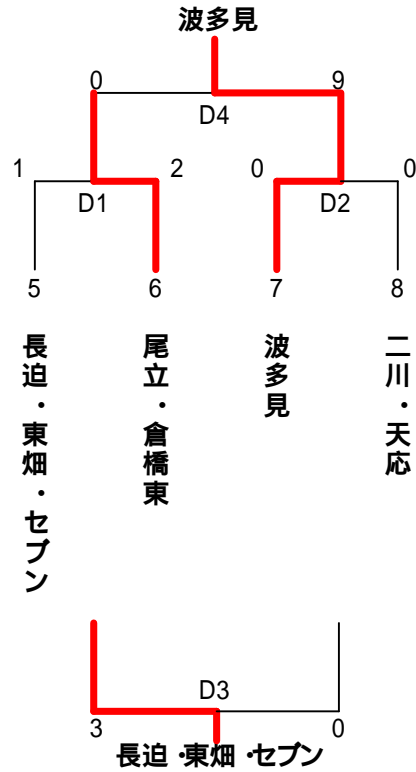 波多見
0 9
D4
1 2 0 0
D1 D2
5 6 7 8
長迫・東畑・セブン
尾立・倉橋東
波多見
二川・天応
D3
3 0
長迫・東畑・セブン